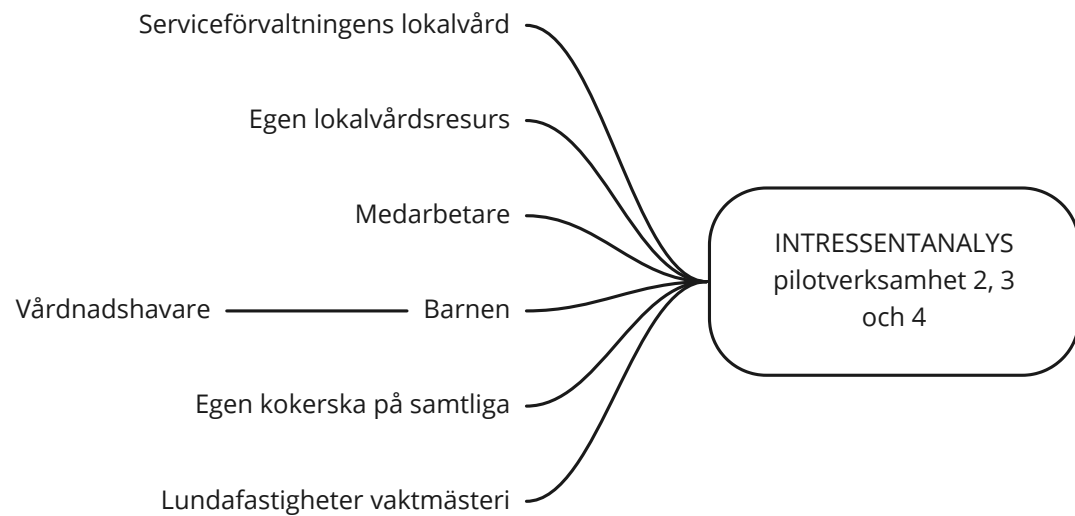 Serviceförvaltningens lokalvård
Egen lokalvårdsresurs
Medarbetare
Vårdnadshavare
Barnen
Egen kokerska på samtliga
Lundafastigheter vaktmästeri
INTRESSENTANALYS
pilotverksamhet 2, 3
och 4